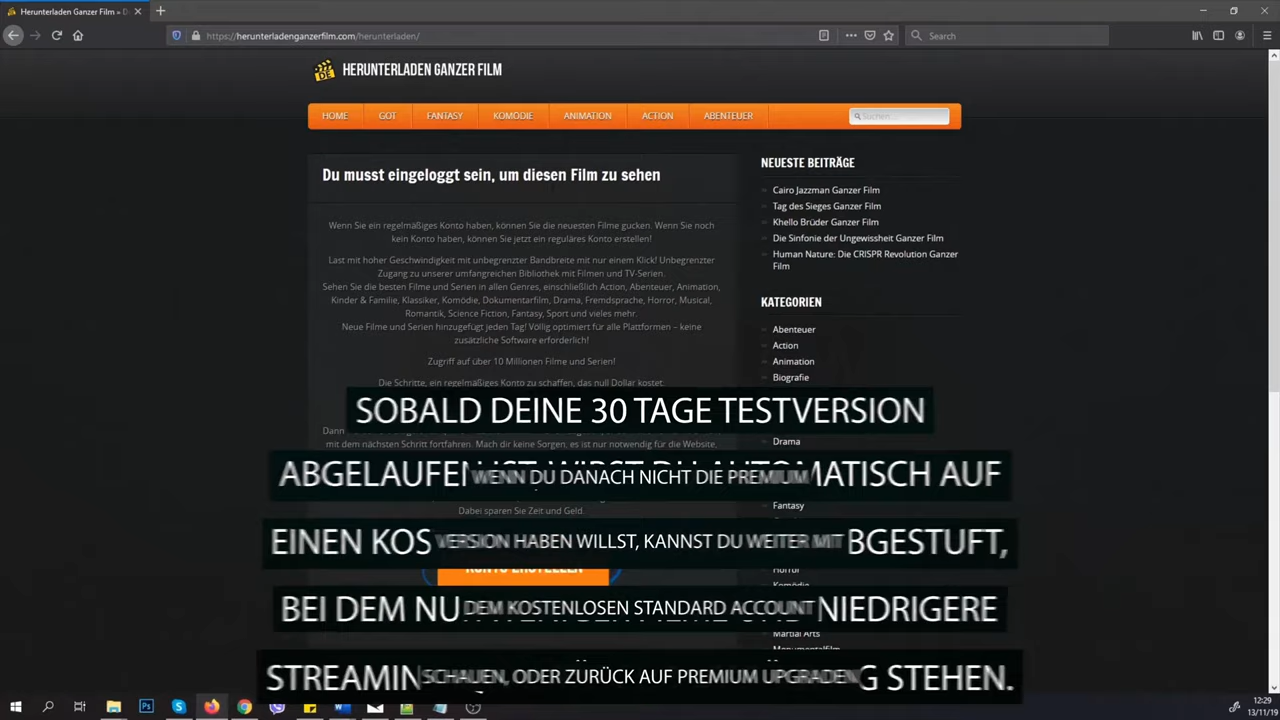 Herunterladen Ganzer Film » D
https://herunterladenganzerfilm.com/herunterladen/
Search
HERUNTERLADEN GANZER FILM
HOME GOT FANTASY KOMÖDIE ANIMATION ACTION ABENTEUER
Suchen …
Du musst eingeloggt sein, um diesen Film zu sehen
Wenn Sie ein regelmäßiges Konto haben, können Sie die neuesten Filme gucken. Wenn Sie noch
kein Konto haben, können Sie jetzt ein reguläres Konto erstellen!
Last mit hoher Geschwindigkeit mit unbegrenzter Bandbreite mit nur einem Klick! Unbegrenzter
Zugang zu unserer umfangreichen Bibliothek mit Filmen und TV-Serien.
Sehen Sie die besten Filme und Serien in allen Genres, einschließlich Action, Abenteuer, Animation,
Kinder & Familie, Klassiker, Komödie, Dokumentarfilm, Drama, Fremdsprache, Horror, Musical,
Romantik, Science Fiction, Fantasy, Sport und vieles mehr.
Neue Filme und Serien hinzugefügt jeden Tag! Völlig optimiert für alle Plattformen – keine
zusätzliche Software erforderlich!
Zugriff auf über 10 Millionen Filme und Serien!
Die Schritte, ein regelmäßiges Konto zu schaffen, das null Dollar kostet.
Dann
mit dem nächsten Schritt fortfahren. Mach dir keine Sorgen, es ist nur notwendig für die Website,
Dabei sparen Sie Zeit und Geld.
KONTO ERSTELLEN
NEUESTE BEITRÄGE
Cairo Jazzman Ganzer Film
Tag des Sieges Ganzer Film
Khello Brüder Ganzer Film
Die Sinfonie der Ungewissheit Ganzer Film
Human Nature: Die CRISPR Revolution Ganzer
Film
KATEGORIEN
Abenteuer
Action
Animation
Biografie
Drama
Fantasy
Horror
Komödie
Martial Arts
Monumentalfilm
SOBALD DEINE 30 TAGE TESTVERSION
ABGELAUFEN IST, WIRST DU AUTOMATISCH AUF
EINEN KOS BGESTUFT,
BEI DEM NU NIEDRIGERE
STREAMIN G STEHEN.
WENN DU DANACH NICHT DIE PREMIUM
VERSION HABEN WILLST, KANNST DU WEITER MIT
DEM KOSTENLOSEN STANDARD ACCOUNT
SCHAUEN, ODER ZURÜCK AUF PREMIUM UPGRADEN
12:29
13/11/19